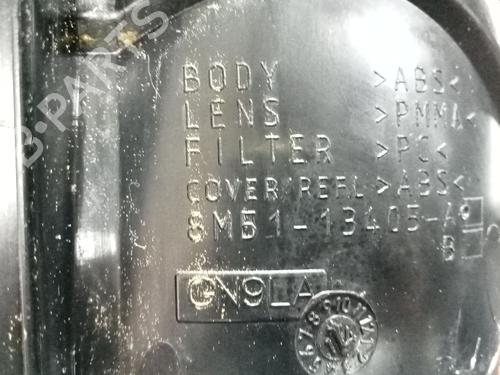 B-PARTS
BODY >ABS<
LENS >PMMA<
FILTER >PC<
COVER/REFL >ABS<
8M51-13405-A
B
GN9LA